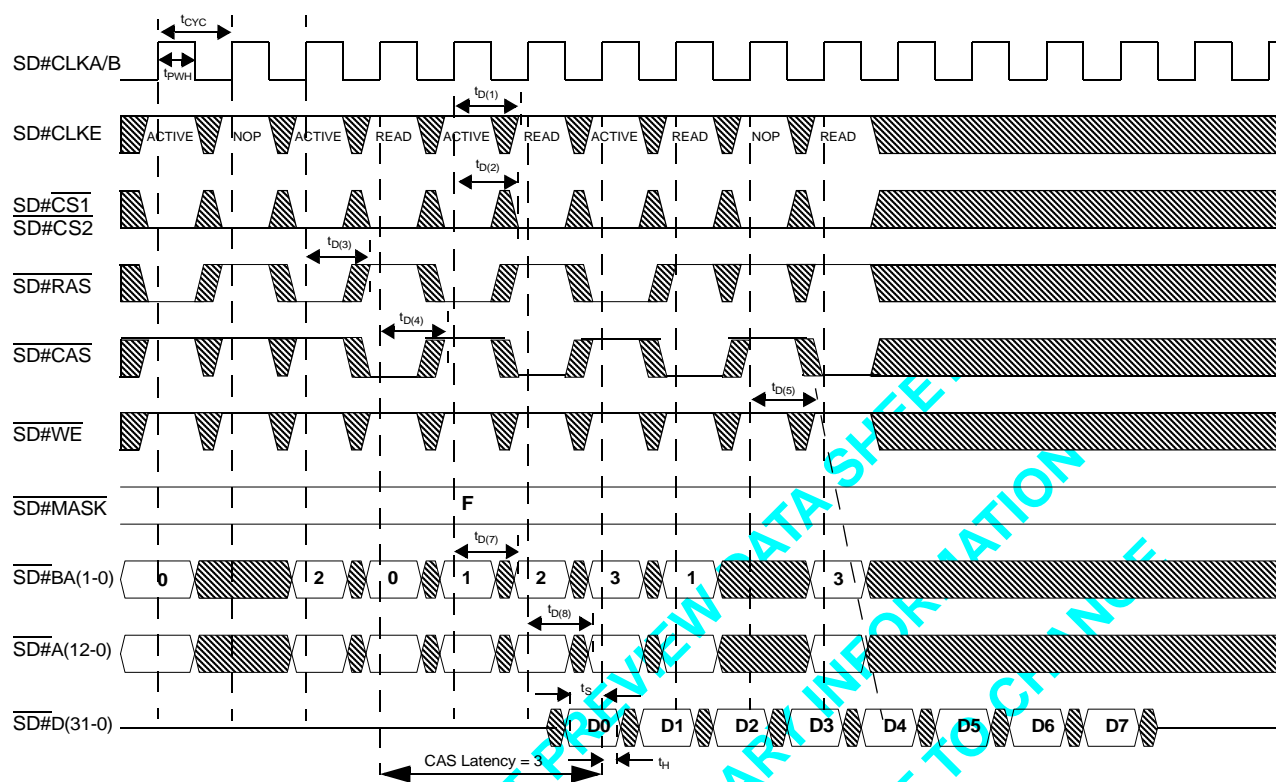 tCYC
SD#CLKA/B
tPWH
tD(1)
SD#CLKE ACTIVE NOP ACTIVE READ ACTIVE READ ACTIVE READ NOP READ
tD(2)
SD#CS1
SD#CS2
tD(3)
SD#RAS
tD(4)
SD#CAS
tD(5)
SD#WE
SD#MASK F
tD(7)
SD#BA(1-0) 0 2 0 1 2 3 1 3
tD(8)
SD#A(12-0)
tS
SD#D(31-0) D0 D1 D2 D3 D4 D5 D6 D7
CAS Latency = 3
tH
PREVIEW DATA SHEET
INFORMATION
TO CHANGE